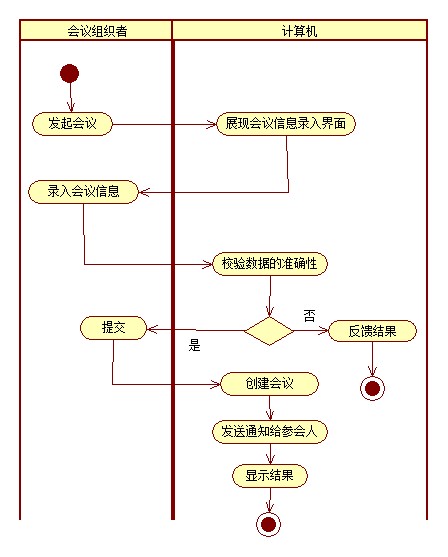 会议组织者
计算机
发起会议
展现会议信息录入界面
录入会议信息
校验数据的准确性
否
提交
反馈结果
是
创建会议
发送通知给参会人
显示结果